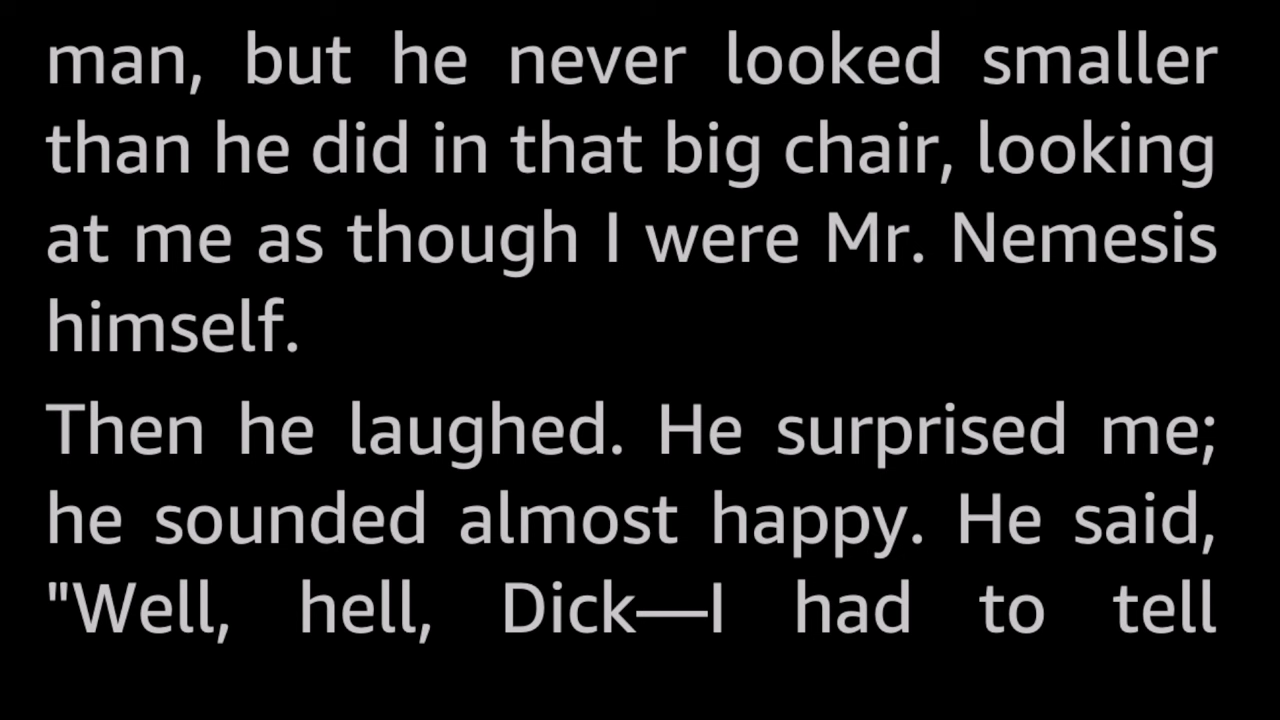 man, but he never looked smaller
than he did in that big chair, looking
at me as though I were Mr. Nemesis
himself.
Then he laughed. He surprised me;
he sounded almost happy. He said,
"Well, hell, Dick—I had to tell